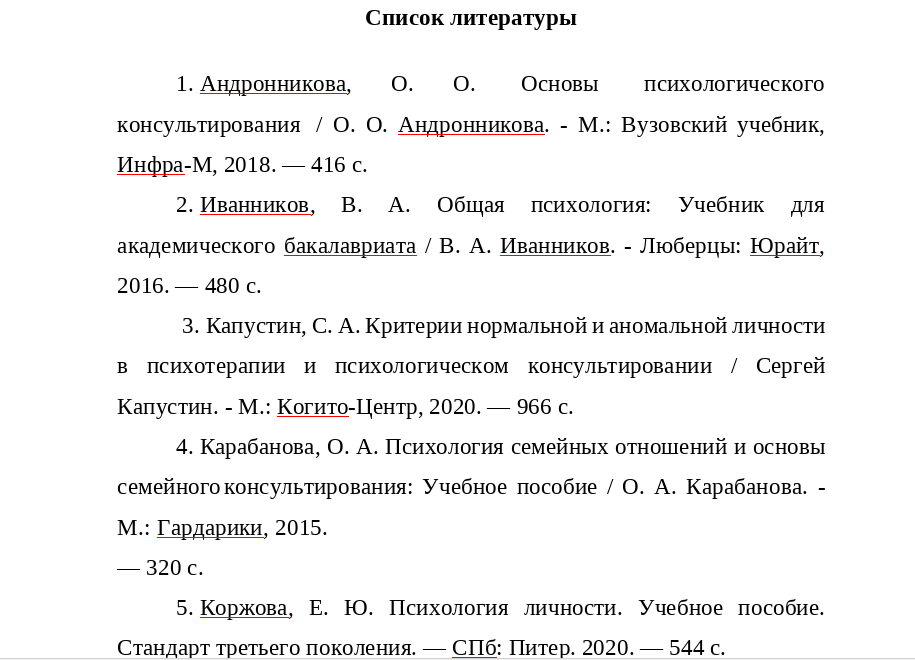 Список литературы
1. Андронникова, О. О. Основы психологического
консультирования / О. О. Андронникова. - М.: Вузовский учебник,
Инфра-М, 2018. — 416 с.
2. Иванников, В. А. Общая психология: Учебник для
академического бакалавриата / В. А. Иванников. - Люберцы: Юрайт,
2016. — 480 с.
3. Капустин, С. А. Критерии нормальной и аномальной личности
в психотерапии и психологическом консультировании / Сергей
Капустин. - М.: Когито-Центр, 2020. — 966 с.
4. Карабанова, О. А. Психология семейных отношений и основы
семейного консультирования: Учебное пособие / О. А. Карабанова. -
М.: Гардарики, 2015.
— 320 с.
5. Коржова, Е. Ю. Психология личности. Учебное пособие.
Стандарт третьего поколения. — СПб: Питер. 2020. — 544 с.